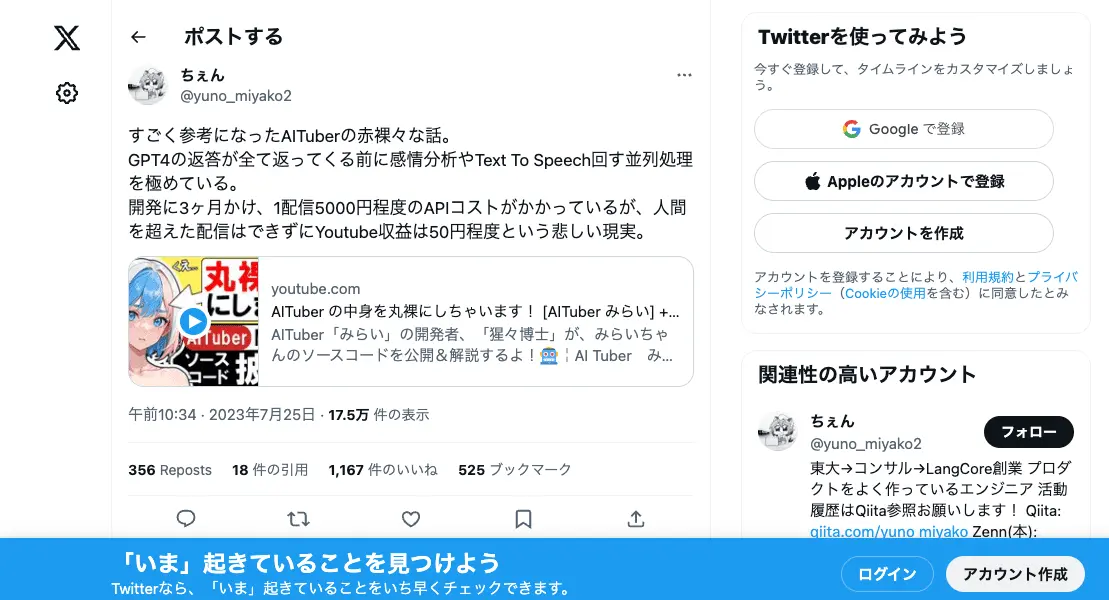 ポストする
ちぇん
@yuno_miyako2
すごく参考になったAITuberの赤裸々な話。
GPT4の返答が全て返ってくる前に感情分析やText To Speech回す並列処理
を極めている。
開発に3ヶ月かけ、1配信5000円程度のAPIコストがかかっているが、人間
を超えた配信はできずにYoutube収益は50円程度という悲しい現実。
ぐえ…
丸裸
にし
AITuber
ソース
コード
youtube.com
AITuber の中身を丸裸にしちゃいます！ [AITuber みらい] +...
AITuber「みらい」の開発者、「猩々博士」が、みらいちゃ
んのソースコードを公開＆解説するよ！🤖¦ AI Tuber　み...
午前10:34 · 2023年7月25日 · 17.5万 件の表示
356 Reposts 18 件の引用 1,167 件のいいね 525 ブックマーク
Twitterを使ってみよう
今すぐ登録して、タイムラインをカスタマイズしましょ
う。
Google で登録
Appleのアカウントで登録
アカウントを作成
アカウントを登録することにより、利用規約とプライバ
シーポリシー（Cookieの使用を含む）に同意したとみ
なされます。
関連性の高いアカウント
ちぇん
@yuno_miyako2
フォロー
東大→コンサル→LangCore創業 プロダ
クトをよく作っているエンジニア 活動
履歴はQiita参照お願いします！ Qiita:
qiita.com/yuno_miyako Zenn(本):
「いま」起きていることを見つけよう
Twitterなら、「いま」起きていることをいち早くチェックできます。
ログイン
アカウント作成